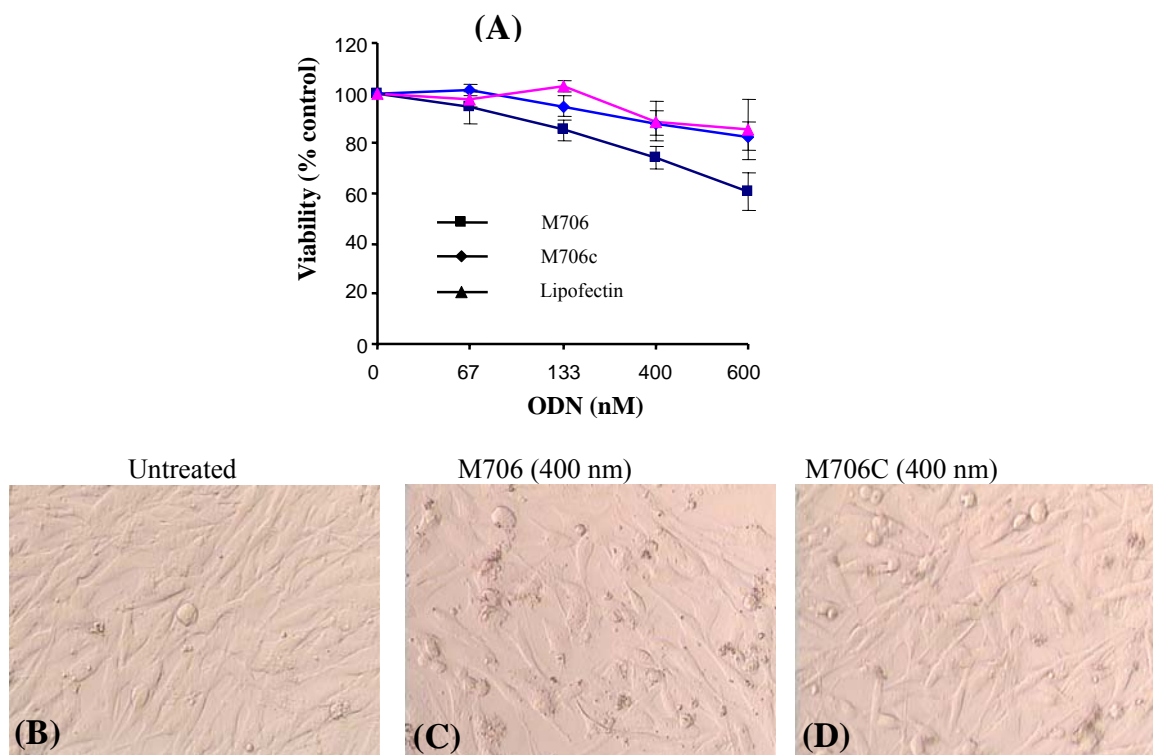 (A)
120
100
80
60
40
20
0
Viability (% control)
M706
M706c
Lipofectin
0 67 133 400 600
ODN (nM)
Untreated M706 (400 nm) M706C (400 nm)
(B) (C) (D)